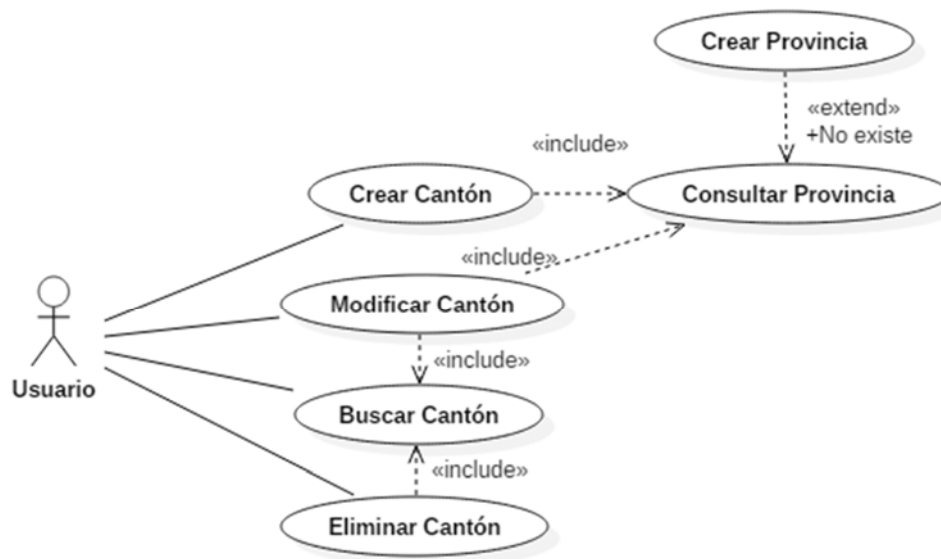 Crear Provincia
«extend»
+No existe
«include»
Crear Cantón
Consultar Provincia
«include»
Modificar Cantón
«include»
Usuario
Buscar Cantón
«include»
Eliminar Cantón